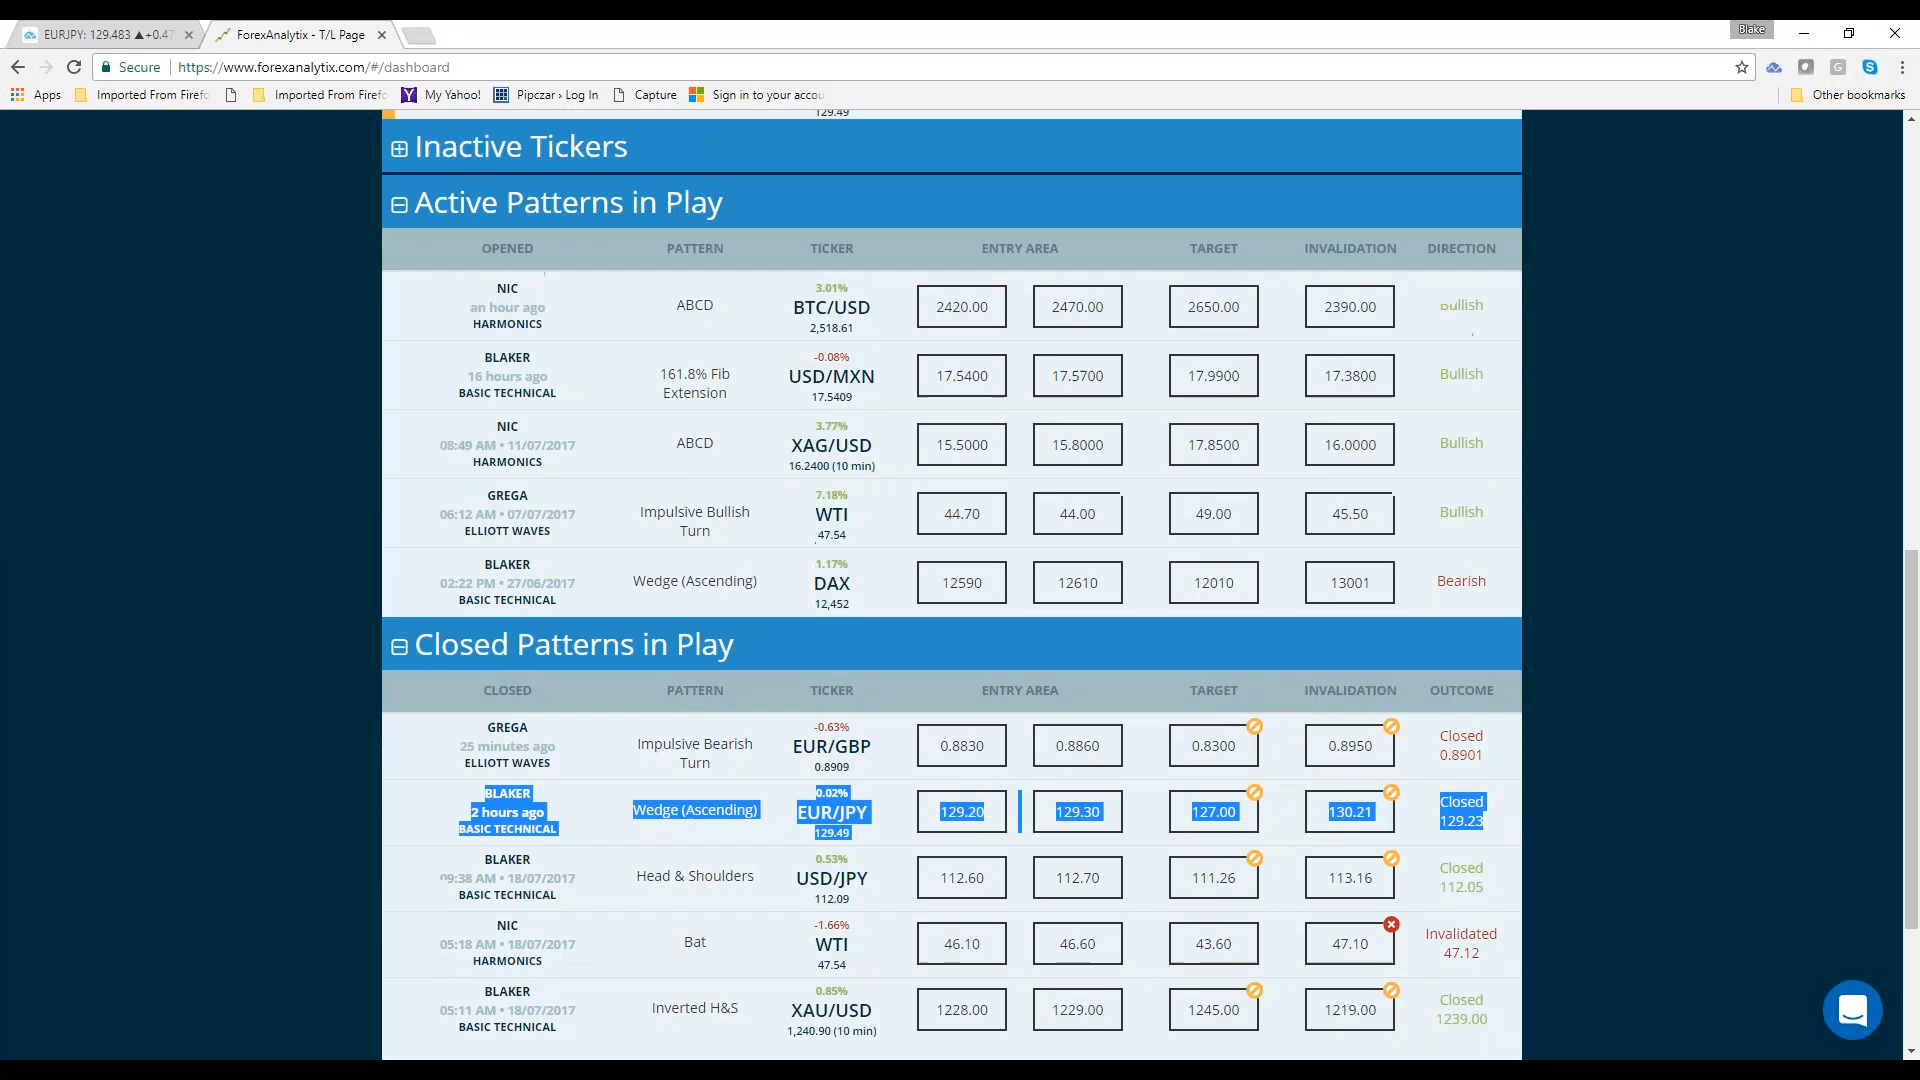 EURJPY: 129.483 ▲+0.47
ForexAnalytix - T/L Page
Blake
Secure
https://www.forexanalytix.com/#/dashboard
Apps
Imported From Firefo
Imported From Firefo
My Yahoo!
Pipczar › Log In
Capture
Sign in to your accou
Other bookmarks
129.49
Inactive Tickers
Active Patterns in Play
OPENED PATTERN TICKER ENTRY AREA TARGET INVALIDATION DIRECTION
NIC
an hour ago
HARMONICS
ABCD
3.01%
BTC/USD
2,518.61
2420.00 2470.00 2650.00 2390.00 Bullish
BLAKER
16 hours ago
BASIC TECHNICAL
161.8% Fib
Extension
-0.08%
USD/MXN
17.5409
17.5400 17.5700 17.9900 17.3800 Bullish
NIC
08:49 AM • 11/07/2017
HARMONICS
ABCD
3.77%
XAG/USD
16.2400 (10 min)
15.5000 15.8000 17.8500 16.0000 Bullish
GREGA
06:12 AM • 07/07/2017
ELLIOTT WAVES
Impulsive Bullish
Turn
7.18%
WTI
47.54
44.70 44.00 49.00 45.50 Bullish
BLAKER
02:22 PM • 27/06/2017
BASIC TECHNICAL
Wedge (Ascending)
1.17%
DAX
12,452
12590 12610 12010 13001 Bearish
Closed Patterns in Play
CLOSED PATTERN TICKER ENTRY AREA TARGET INVALIDATION OUTCOME
GREGA
25 minutes ago
ELLIOTT WAVES
Impulsive Bearish
Turn
-0.63%
EUR/GBP
0.8909
0.8830 0.8860 0.8300 0.8950
Closed
0.8901
BLAKER
2 hours ago
BASIC TECHNICAL
Wedge (Ascending)
0.02%
EUR/JPY
129.49
129.20 129.30 127.00 130.21
Closed
129.23
BLAKER
09:38 AM • 18/07/2017
BASIC TECHNICAL
Head & Shoulders
0.53%
USD/JPY
112.09
112.60 112.70 111.26 113.16
Closed
112.05
NIC
05:18 AM • 18/07/2017
HARMONICS
Bat
-1.66%
WTI
47.54
46.10 46.60 43.60 47.10
Invalidated
47.12
BLAKER
05:11 AM • 18/07/2017
BASIC TECHNICAL
Inverted H&S
0.85%
XAU/USD
1,240.90 (10 min)
1228.00 1229.00 1245.00 1219.00
Closed
1239.00